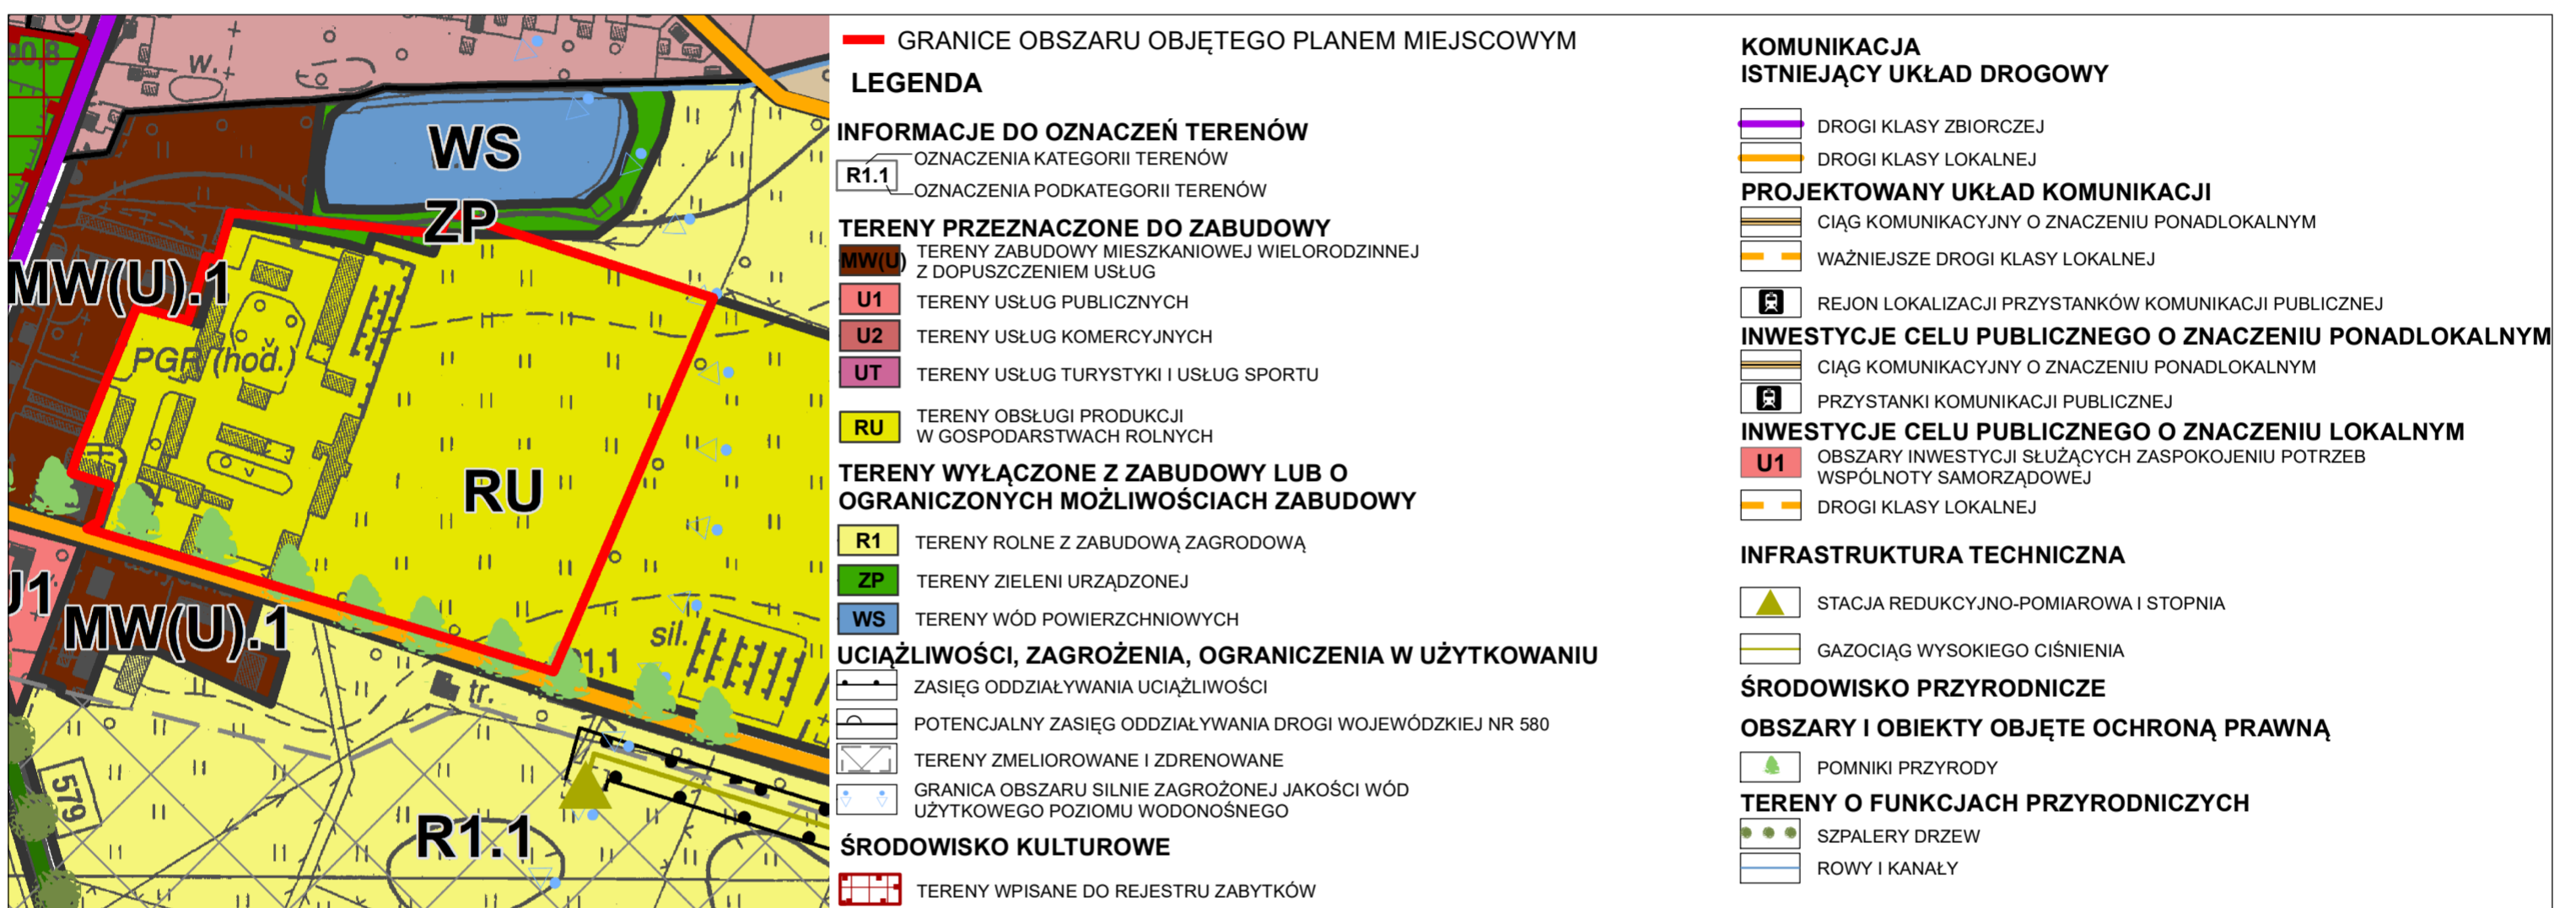 90,8
w.
WS
ZP
MW(U).1
PGR (hod.)
RU
U1
MW(U).1
sil.
91,1
tr.
579
R1.1
GRANICE OBSZARU OBJĘTEGO PLANEM MIEJSCOWYM
LEGENDA
INFORMACJE DO OZNACZEŃ TERENÓW
R1.1
OZNACZENIA KATEGORII TERENÓW
OZNACZENIA PODKATEGORII TERENÓW
TERENY PRZEZNACZONE DO ZABUDOWY
MW(U)
TERENY ZABUDOWY MIESZKANIOWEJ WIELORODZINNEJ
Z DOPUSZCZENIEM USŁUG
U1 TERENY USŁUG PUBLICZNYCH
U2 TERENY USŁUG KOMERCYJNYCH
UT TERENY USŁUG TURYSTYKI I USŁUG SPORTU
RU
TERENY OBSŁUGI PRODUKCJI
W GOSPODARSTWACH ROLNYCH
TERENY WYŁĄCZONE Z ZABUDOWY LUB O
OGRANICZONYCH MOŻLIWOŚCIACH ZABUDOWY
R1 TERENY ROLNE Z ZABUDOWĄ ZAGRODOWĄ
ZP TERENY ZIELENI URZĄDZONEJ
WS TERENY WÓD POWIERZCHNIOWYCH
UCIĄŻLIWOŚCI, ZAGROŻENIA, OGRANICZENIA W UŻYTKOWANIU
ZASIĘG ODDZIAŁYWANIA UCIĄŻLIWOŚCI
POTENCJALNY ZASIĘG ODDZIAŁYWANIA DROGI WOJEWÓDZKIEJ NR 580
TERENY ZMELIOROWANE I ZDRENOWANE
GRANICA OBSZARU SILNIE ZAGROŻONEJ JAKOŚCI WÓD
UŻYTKOWEGO POZIOMU WODONOŚNEGO
ŚRODOWISKO KULTUROWE
TERENY WPISANE DO REJESTRU ZABYTKÓW
KOMUNIKACJA
ISTNIEJĄCY UKŁAD DROGOWY
DROGI KLASY ZBIORCZEJ
DROGI KLASY LOKALNEJ
PROJEKTOWANY UKŁAD KOMUNIKACJI
CIĄG KOMUNIKACYJNY O ZNACZENIU PONADLOKALNYM
WAŻNIEJSZE DROGI KLASY LOKALNEJ
REJON LOKALIZACJI PRZYSTANKÓW KOMUNIKACJI PUBLICZNEJ
INWESTYCJE CELU PUBLICZNEGO O ZNACZENIU PONADLOKALNYM
CIĄG KOMUNIKACYJNY O ZNACZENIU PONADLOKALNYM
PRZYSTANKI KOMUNIKACJI PUBLICZNEJ
INWESTYCJE CELU PUBLICZNEGO O ZNACZENIU LOKALNYM
U1
OBSZARY INWESTYCJI SŁUŻĄCYCH ZASPOKOJENIU POTRZEB
WSPÓLNOTY SAMORZĄDOWEJ
DROGI KLASY LOKALNEJ
INFRASTRUKTURA TECHNICZNA
STACJA REDUKCYJNO-POMIAROWA I STOPNIA
GAZOCIĄG WYSOKIEGO CIŚNIENIA
ŚRODOWISKO PRZYRODNICZE
OBSZARY I OBIEKTY OBJĘTE OCHRONĄ PRAWNĄ
POMNIKI PRZYRODY
TERENY O FUNKCJACH PRZYRODNICZYCH
SZPALERY DRZEW
ROWY I KANAŁY